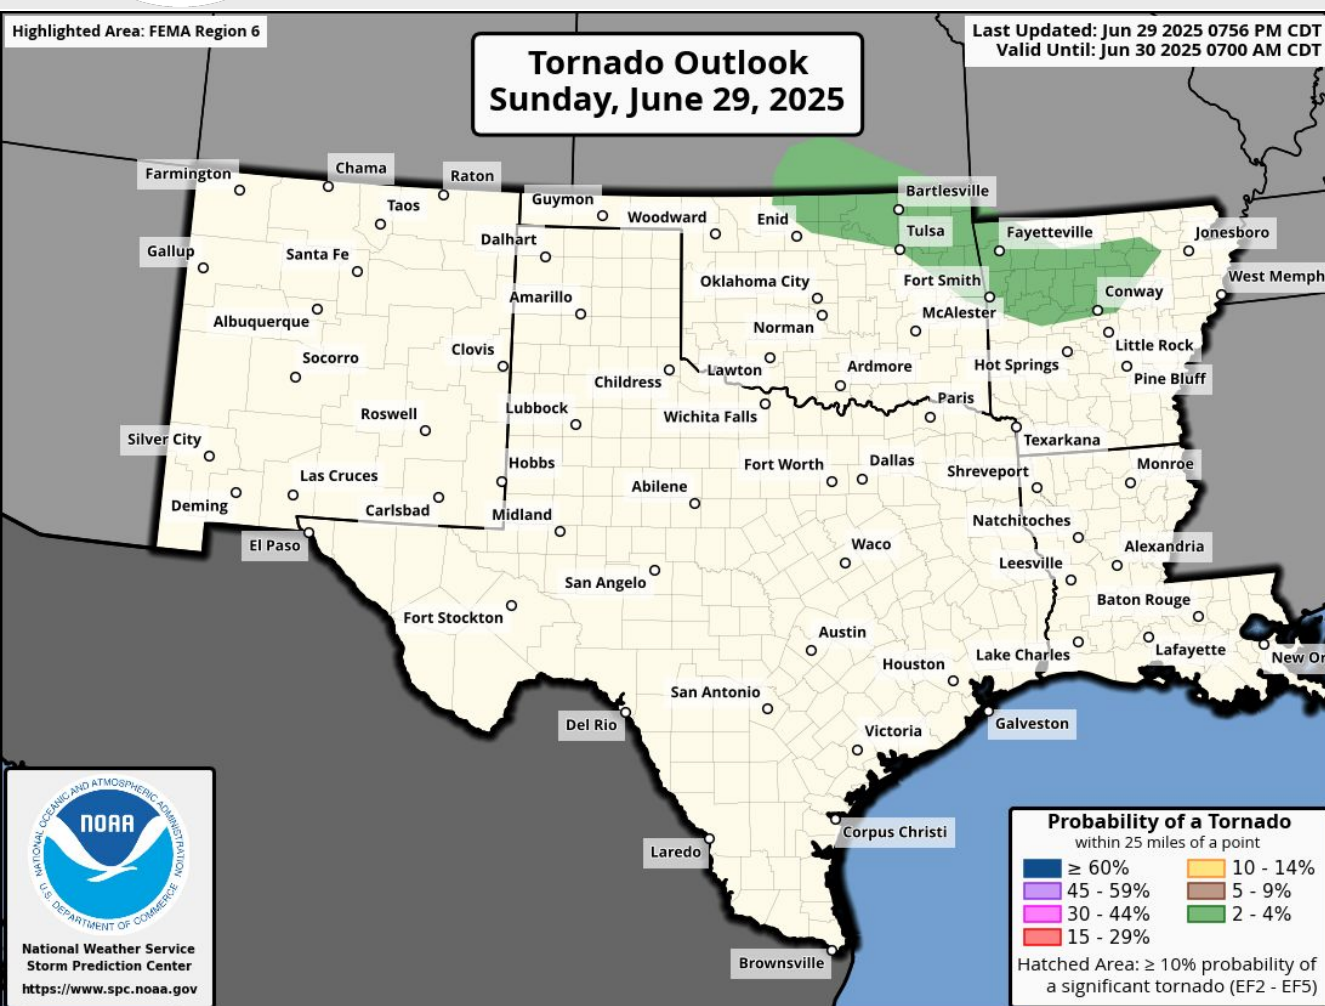 Highlighted Area: FEMA Region 6
Last Updated: Jun 29 2025 0756 PM CDT
Valid Until: Jun 30 2025 0700 AM CDT
Tornado Outlook
Sunday, June 29, 2025
Farmington
Chama
Raton
Taos
Guymon
Woodward
Enid
Bartlesville
Tulsa
Fayetteville
Jonesboro
Gallup
Santa Fe
Dalhart
Oklahoma City
Fort Smith
Conway
West Memph
Albuquerque
Amarillo
Norman
McAlester
Little Rock
Socorro
Clovis
Childress
Lawton
Ardmore
Hot Springs
Pine Bluff
Roswell
Lubbock
Wichita Falls
Paris
Texarkana
Silver City
Las Cruces
Hobbs
Abilene
Fort Worth
Dallas
Shreveport
Monroe
Deming
Carlsbad
Midland
Natchitoches
El Paso
San Angelo
Waco
Leesville
Alexandria
Fort Stockton
Austin
Baton Rouge
Houston
Lake Charles
Lafayette
New Or
Del Rio
San Antonio
Victoria
Galveston
Laredo
Corpus Christi
Brownsville
NATIONAL OCEANIC AND ATMOSPHERIC ADMINISTRATION
NOAA
U.S. DEPARTMENT OF COMMERCE
National Weather Service
Storm Prediction Center
https://www.spc.noaa.gov
Probability of a Tornado
within 25 miles of a point
≥ 60%
45 - 59%
30 - 44%
15 - 29%
10 - 14%
5 - 9%
2 - 4%
Hatched Area: ≥ 10% probability of
a significant tornado (EF2 - EF5)